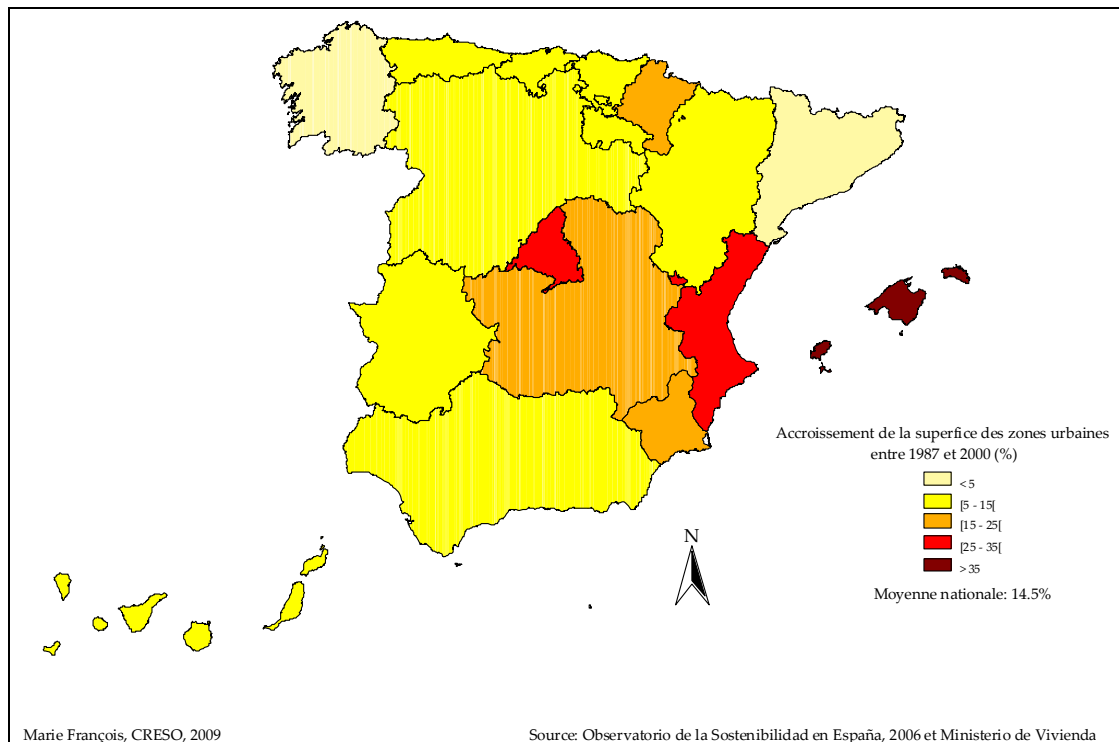 Accroissement de la superfice des zones urbaines
entre 1987 et 2000 (%)
< 5
[5 - 15[
[15 - 25[
[25 - 35[
> 35
Moyenne nationale: 14.5%
N
Marie François, CRESO, 2009
Source: Observatorio de la Sostenibilidad en España, 2006 et Ministerio de Vivienda